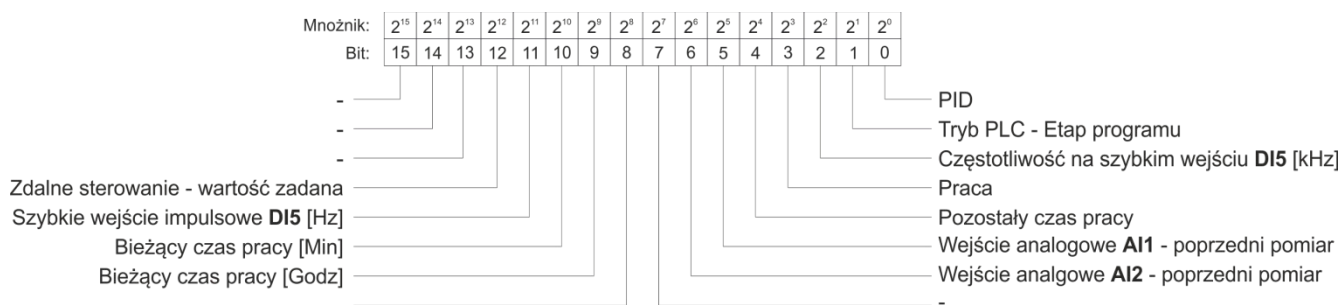 Mnożnik: 2¹⁵ 2¹⁴ 2¹³ 2¹² 2¹¹ 2¹⁰ 2⁹ 2⁸ 2⁷ 2⁶ 2⁵ 2⁴ 2³ 2² 2¹ 2⁰
Bit: 15 14 13 12 11 10 9 8 7 6 5 4 3 2 1 0
- PID
- Tryb PLC - Etap programu
- Częstotliwość na szybkim wejściu DI5 [kHz]
Zdalne sterowanie - wartość zadana Praca
Szybkie wejście impulsowe DI5 [Hz] Pozostały czas pracy
Bieżący czas pracy [Min] Wejście analogowe AI1 - poprzedni pomiar
Bieżący czas pracy [Godz] Wejście analgowe AI2 - poprzedni pomiar
-